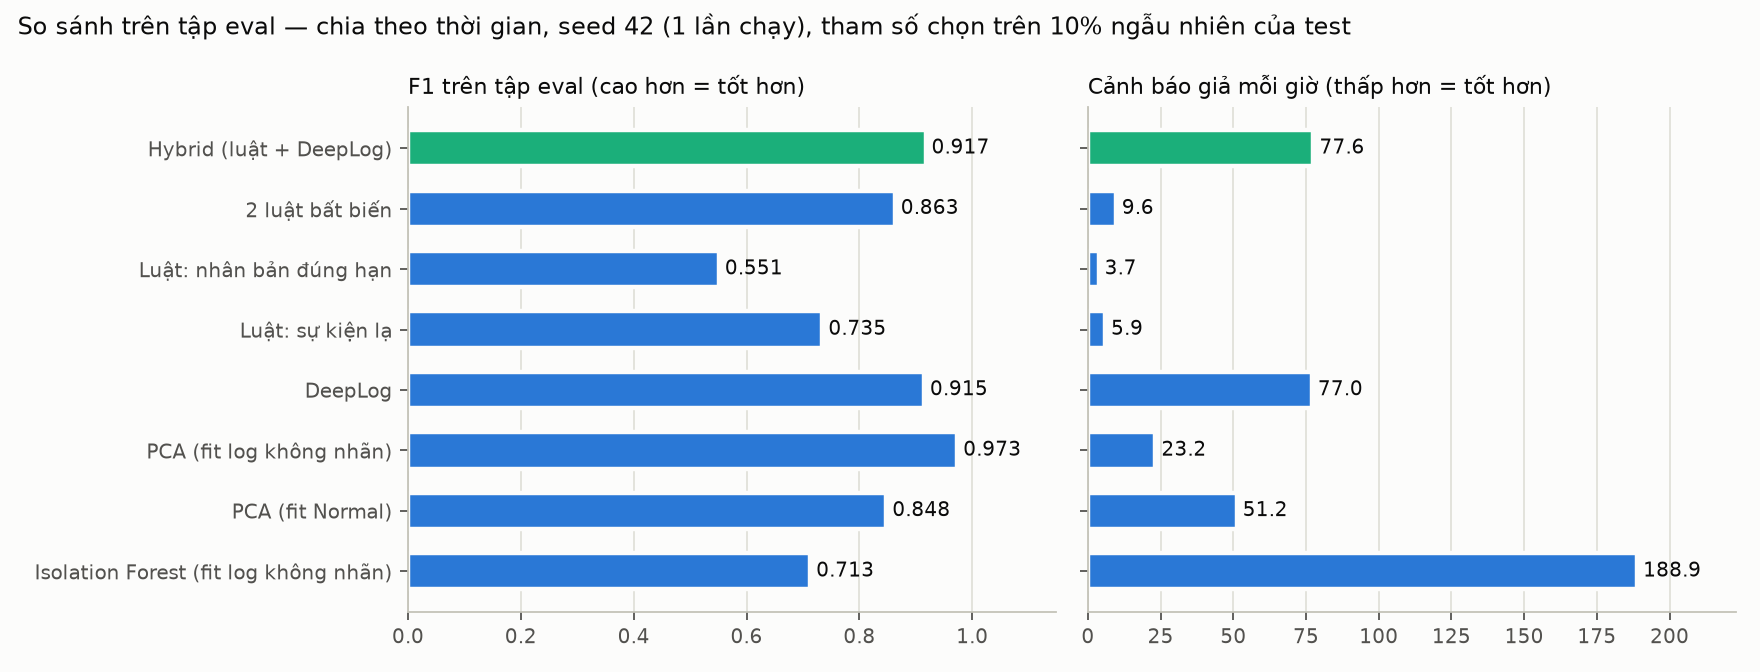 So sánh trên tập eval — chia theo thời gian, seed 42 (1 lần chạy), tham số chọn trên 10% ngẫu nhiên của test
F1 trên tập eval (cao hơn = tốt hơn)
Hybrid (luật + DeepLog) 0.917
2 luật bất biến 0.863
Luật: nhân bản đúng hạn 0.551
Luật: sự kiện lạ 0.735
DeepLog 0.915
PCA (fit log không nhãn) 0.973
PCA (fit Normal) 0.848
Isolation Forest (fit log không nhãn) 0.713
0.0 0.2 0.4 0.6 0.8 1.0
Cảnh báo giả mỗi giờ (thấp hơn = tốt hơn)
77.6
9.6
3.7
5.9
77.0
23.2
51.2
188.9
0 25 50 75 100 125 150 175 200